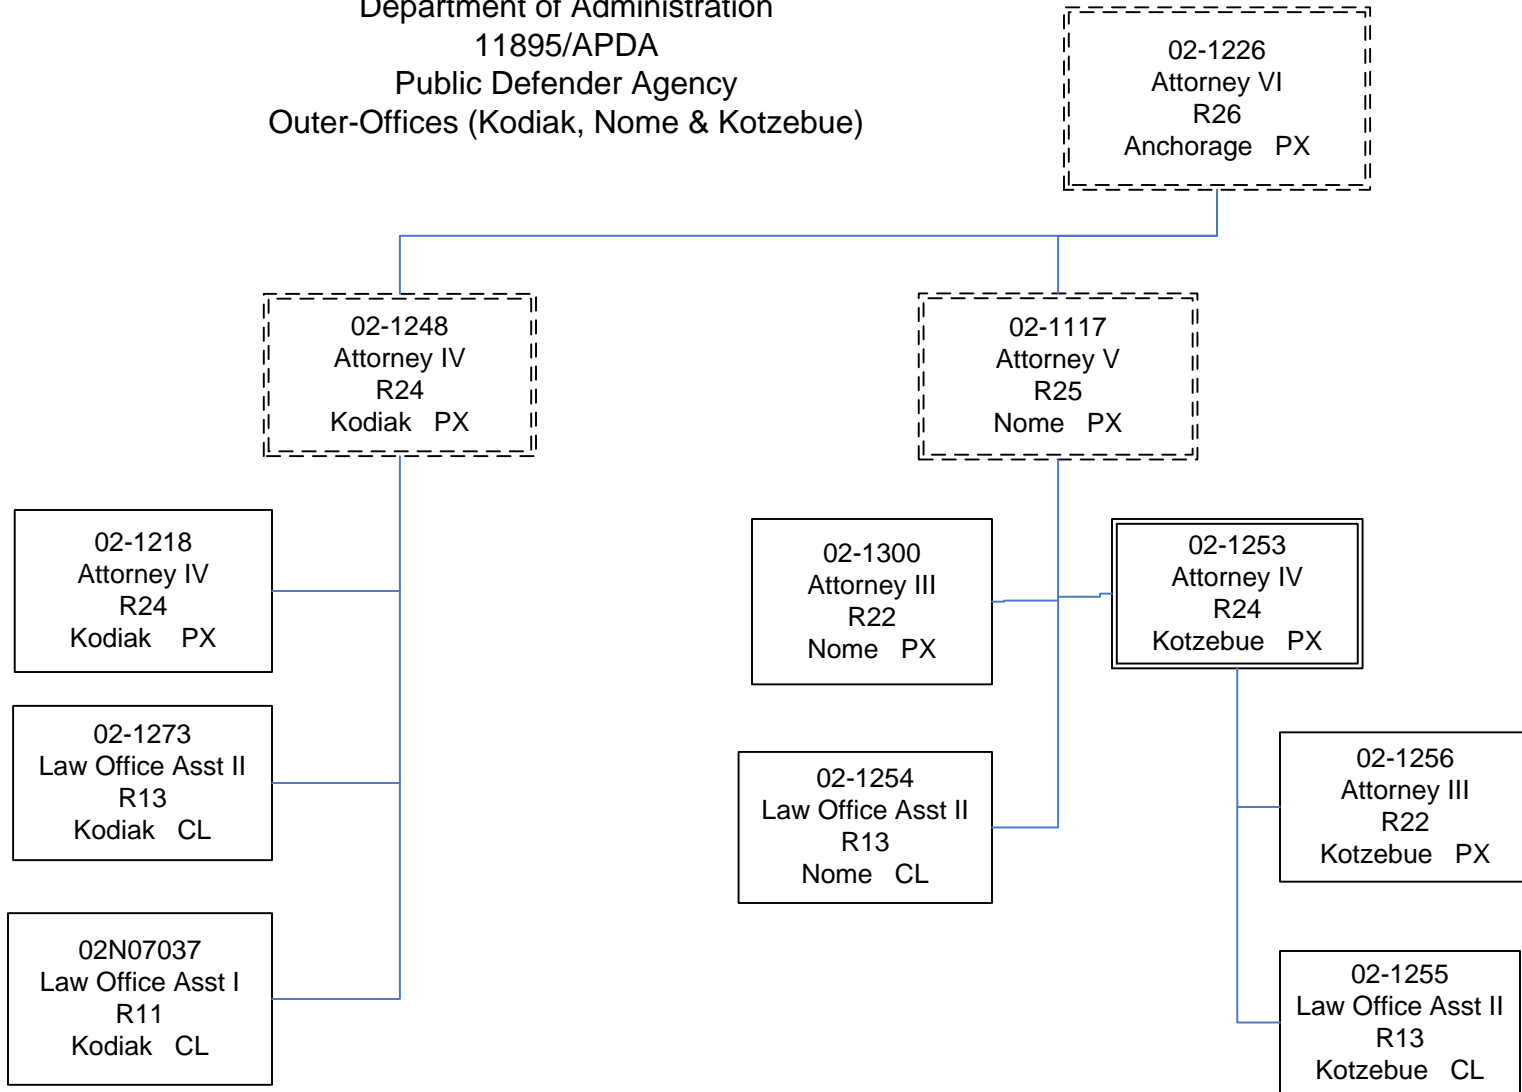 Department of Administration
11895/APDA
Public Defender Agency
Outer-Offices (Kodiak, Nome & Kotzebue)
02-1226
Attorney VI
R26
Anchorage PX
02-1248
Attorney IV
R24
Kodiak PX
02-1117
Attorney V
R25
Nome PX
02-1218
Attorney IV
R24
Kodiak PX
02-1300
Attorney III
R22
Nome PX
02-1253
Attorney IV
R24
Kotzebue PX
02-1273
Law Office Asst II
R13
Kodiak CL
02-1254
Law Office Asst II
R13
Nome CL
02-1256
Attorney III
R22
Kotzebue PX
02N07037
Law Office Asst I
R11
Kodiak CL
02-1255
Law Office Asst II
R13
Kotzebue CL